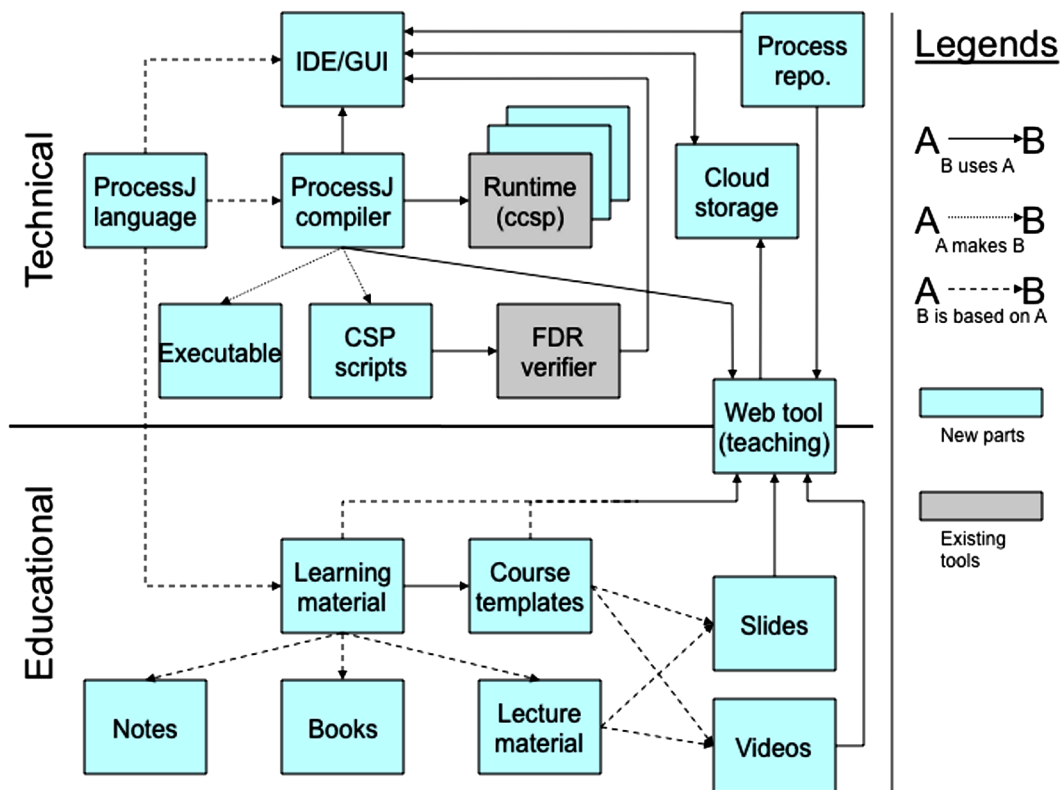 IDE/GUI
Process
repo.
Legends
Technical
ProcessJ
language
ProcessJ
compiler
Runtime
(ccsp)
Cloud
storage
A B
B uses A
A B
A makes B
A B
B is based on A
Executable
CSP
scripts
FDR
verifier
Web tool
(teaching)
New parts
Educational
Learning
material
Course
templates
Slides
Existing
tools
Notes
Books
Lecture
material
Videos